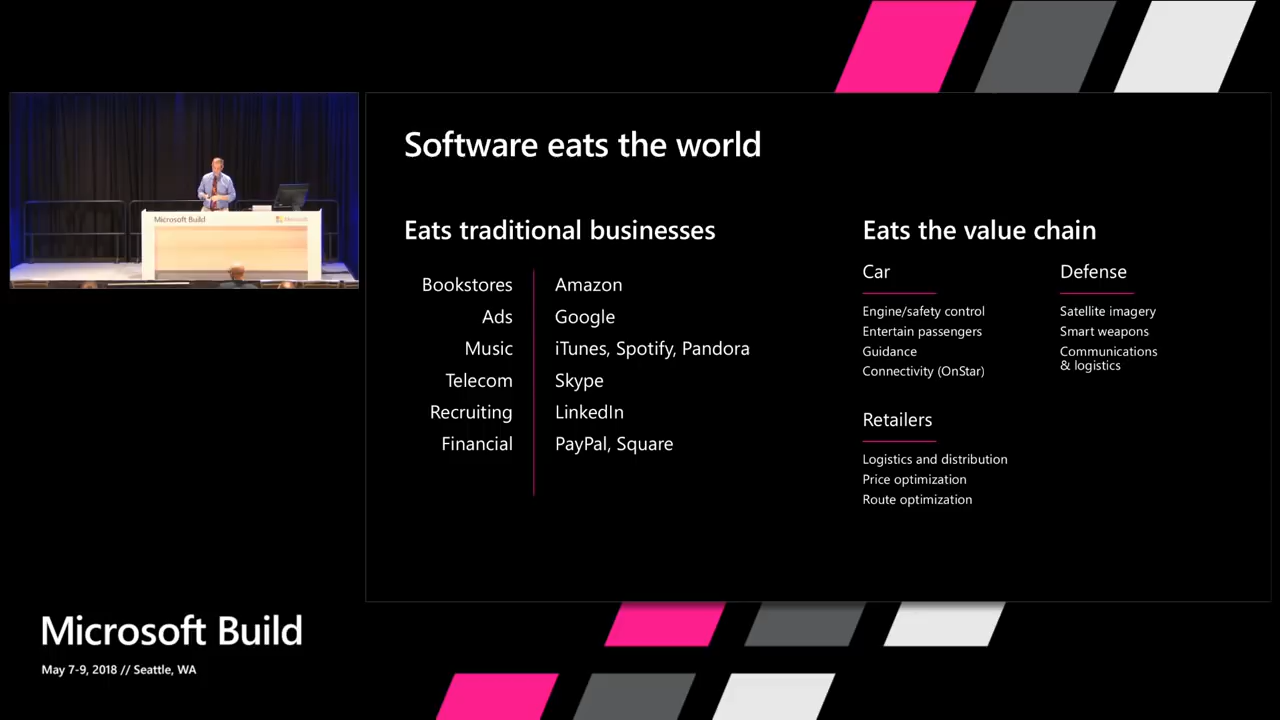 Software eats the world
Eats traditional businesses
Bookstores Amazon
Ads Google
Music iTunes, Spotify, Pandora
Telecom Skype
Recruiting LinkedIn
Financial PayPal, Square
Eats the value chain
Car
Engine/safety control
Entertain passengers
Guidance
Connectivity (OnStar)
Defense
Satellite imagery
Smart weapons
Communications
& logistics
Retailers
Logistics and distribution
Price optimization
Route optimization
Microsoft Build
Microsoft
Microsoft Build
May 7-9, 2018 // Seattle, WA